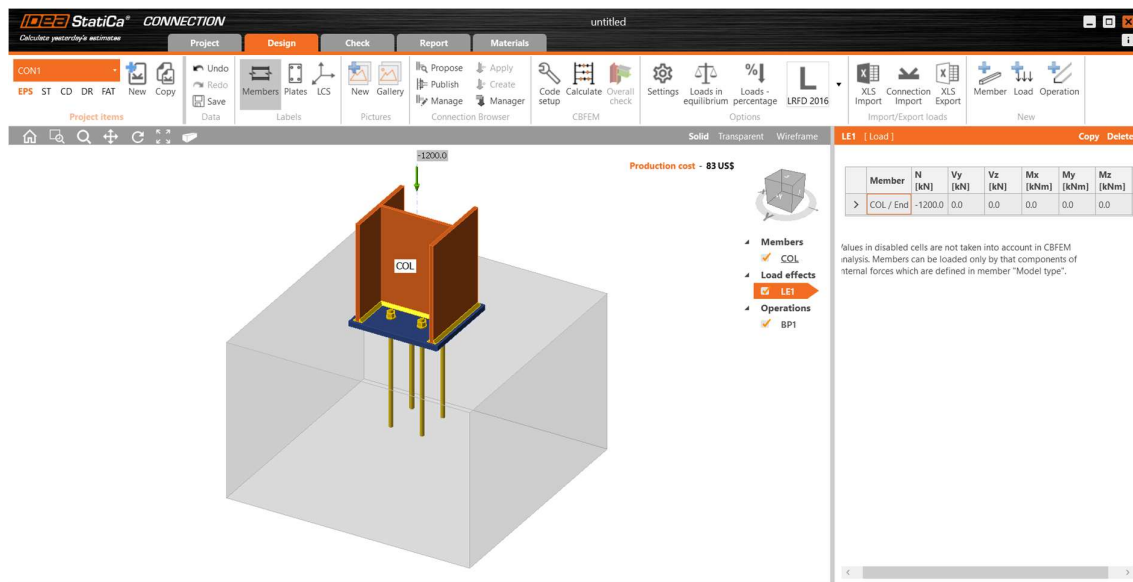 IDEA StatiCa® CONNECTION
untitled
Calculate yesterday's estimates
Project Design Check Report Materials
CON1
EPS ST CD DR FAT
New Copy
Project items
Undo
Redo
Save
Data
Members Plates LCS
Labels
New Gallery
Pictures
Propose Apply
Publish Create
Manage Manager
Connection Browser
Code setup Calculate Overall check
CBFEM
Settings Loads in equilibrium Loads - percentage LRFD 2016
Options
XLS Import Connection Import XLS Export
Import/Export loads
Member Load Operation
New
Solid Transparent Wireframe
LE1 [ Load ] Copy Delete
-1200.0
Production cost - 83 US$
COL
Members
COL
Load effects
LE1
Operations
BP1
Member N [kN] Vy [kN] Vz [kN] Mx [kNm] My [kNm] Mz [kNm]
> COL / End -1200.0 0.0 0.0 0.0 0.0 0.0
Values in disabled cells are not taken into account in CBFEM
analysis. Members can be loaded only by that components of
internal forces which are defined in member "Model type".